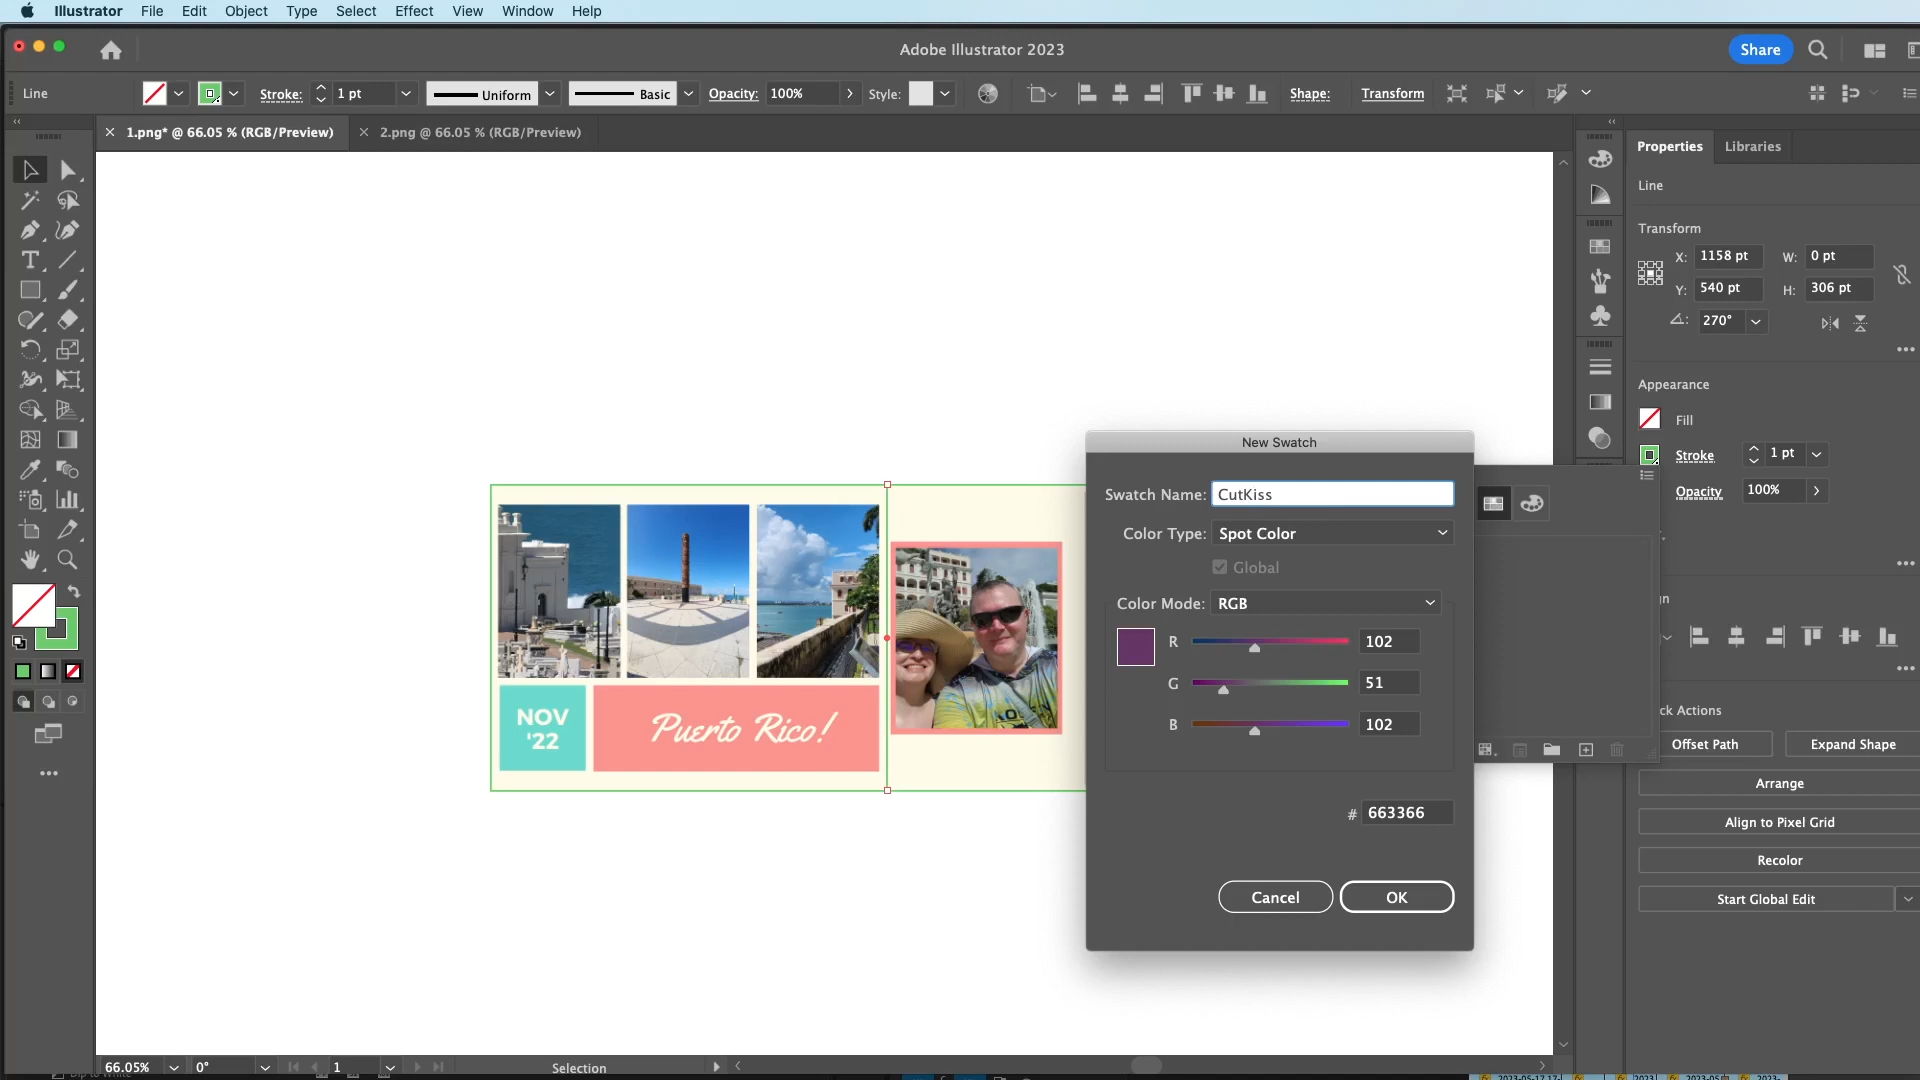 Illustrator File Edit Object Type Select Effect View Window Help
Adobe Illustrator 2023
Share
Line
Stroke: 1 pt Uniform Basic Opacity: 100% Style: Shape: Transform
1.png* @ 66.05 % (RGB/Preview) 2.png @ 66.05 % (RGB/Preview)
Properties Libraries
Line
Transform
X: 1158 pt W: 0 pt
Y: 540 pt H: 306 pt
270°
Appearance
Fill
Stroke 1 pt
Opacity 100%
New Swatch
Swatch Name: CutKiss
Color Type: Spot Color
Global
Color Mode: RGB
R 102
G 51
B 102
# 663366
Cancel OK
NOV
'22
Puerto Rico!
ck Actions
Offset Path Expand Shape
Arrange
Align to Pixel Grid
Recolor
Start Global Edit
66.05% 0° 1 Selection